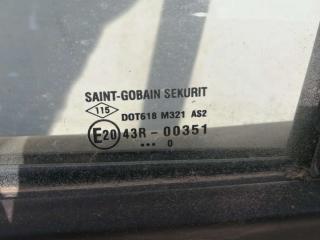 SAINT-GOBAIN SEKURIT
115 DOT618 M321 AS2
E20 43R-00351
... 0